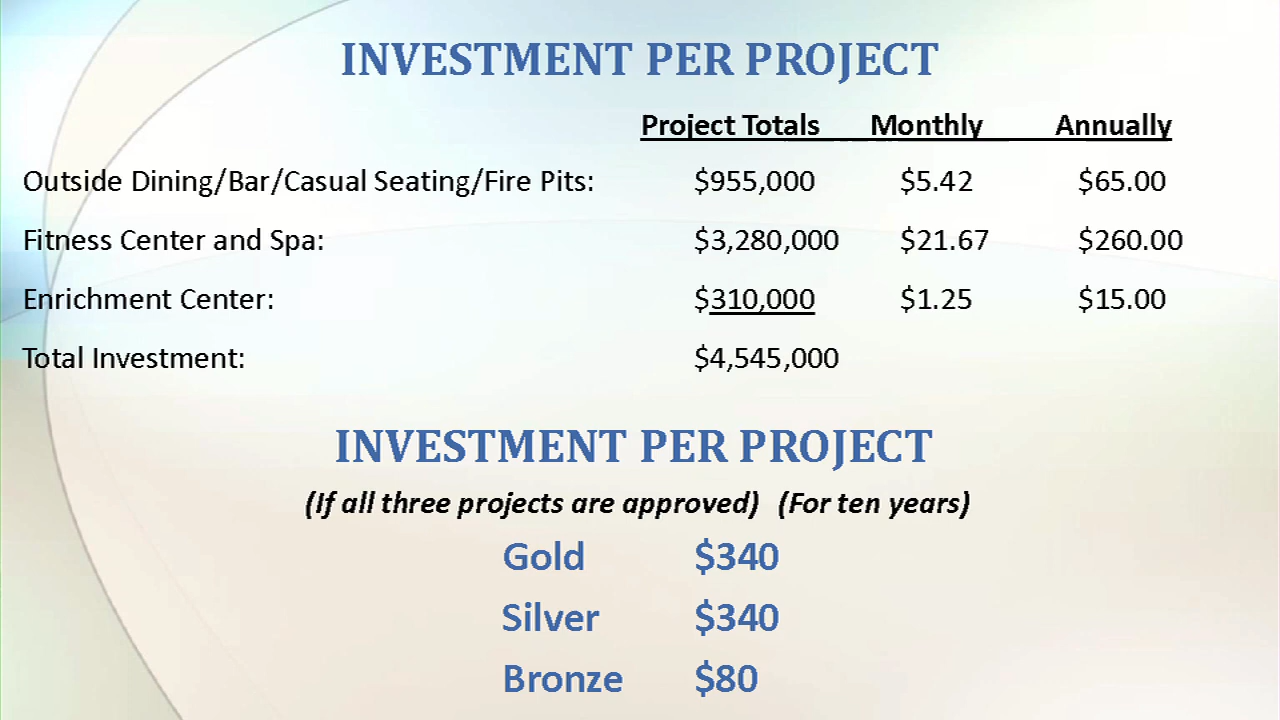 INVESTMENT PER PROJECT
Project Totals Monthly Annually
Outside Dining/Bar/Casual Seating/Fire Pits: $955,000 $5.42 $65.00
Fitness Center and Spa: $3,280,000 $21.67 $260.00
Enrichment Center: $310,000 $1.25 $15.00
Total Investment: $4,545,000
INVESTMENT PER PROJECT
(If all three projects are approved) (For ten years)
Gold $340
Silver $340
Bronze $80